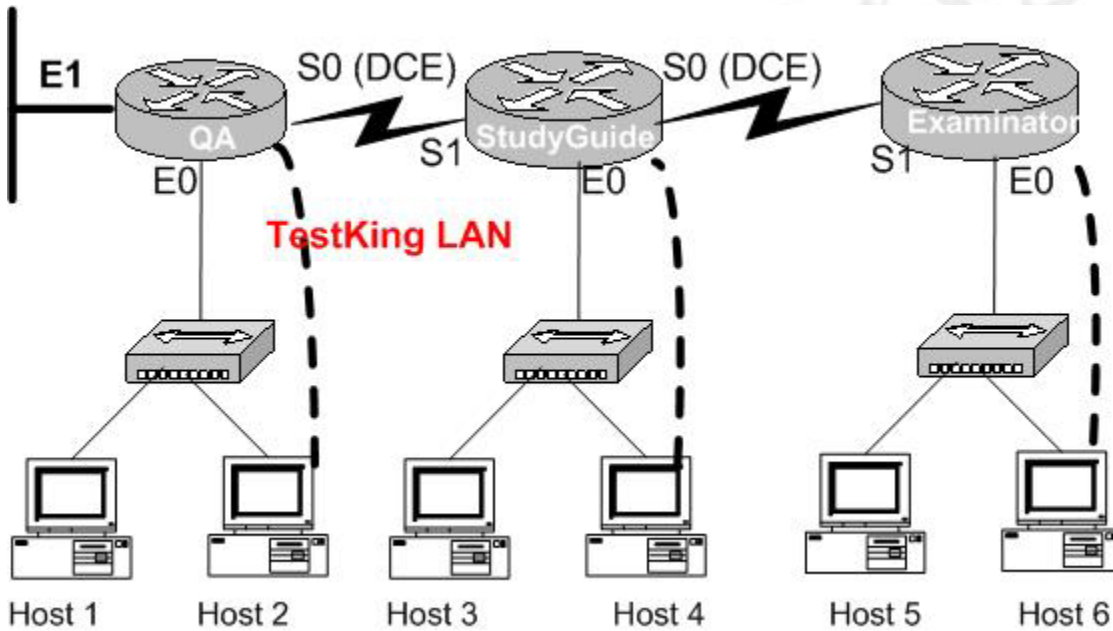 E1
S0 (DCE)
S0 (DCE)
QA
StudyGuide
Examinator
S1
S1
E0
E0
E0
TestKing LAN
Host 1
Host 2
Host 3
Host 4
Host 5
Host 6